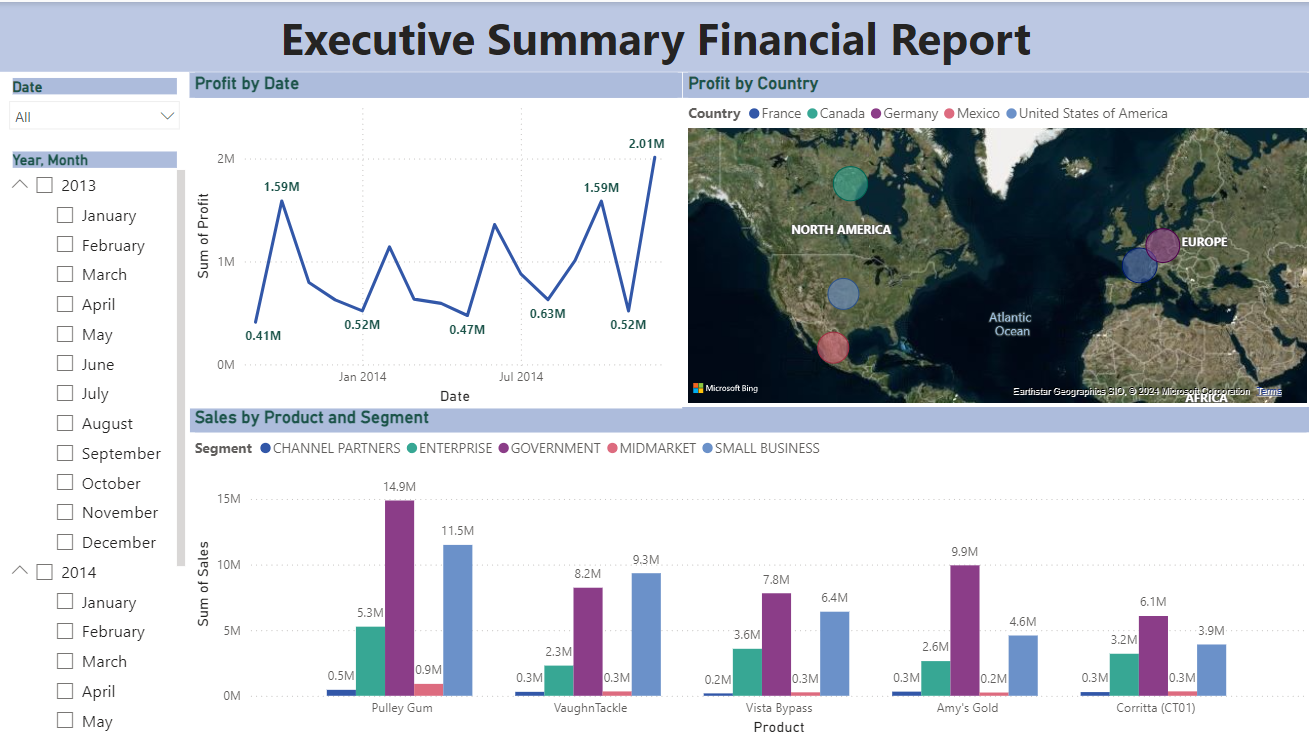 Executive Summary Financial Report
Date
All
Year, Month
2013
January
February
March
April
May
June
July
August
September
October
November
December
2014
January
February
March
April
May
Profit by Date
Sum of Profit
2M
1M
0M
0.41M
1.59M
0.52M
0.47M
0.63M
1.59M
0.52M
2.01M
Jan 2014
Jul 2014
Date
Profit by Country
Country France Canada Germany Mexico United States of America
NORTH AMERICA
EUROPE
Atlantic
Ocean
AFRICA
Microsoft Bing
Earthstar Geographics SIO, © 2024 Microsoft Corporation Terms
Sales by Product and Segment
Segment CHANNEL PARTNERS ENTERPRISE GOVERNMENT MIDMARKET SMALL BUSINESS
Sum of Sales
15M
10M
5M
0M
0.5M 5.3M 14.9M 0.9M 11.5M
0.3M 2.3M 8.2M 0.3M 9.3M
0.2M 3.6M 7.8M 0.3M 6.4M
0.3M 2.6M 9.9M 0.2M 4.6M
0.3M 3.2M 6.1M 0.3M 3.9M
Pulley Gum VaughnTackle Vista Bypass Amy's Gold Corritta (CT01)
Product